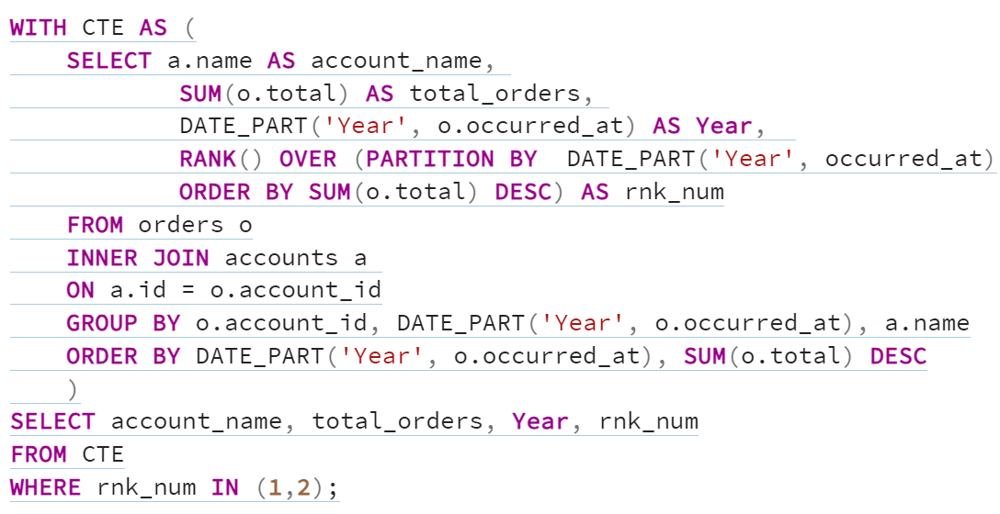 WITH CTE AS (
    SELECT a.name AS account_name,
            SUM(o.total) AS total_orders,
            DATE_PART('Year', o.occurred_at) AS Year,
            RANK() OVER (PARTITION BY  DATE_PART('Year', occurred_at)
            ORDER BY SUM(o.total) DESC) AS rnk_num
    FROM orders o
    INNER JOIN accounts a
    ON a.id = o.account_id
    GROUP BY o.account_id, DATE_PART('Year', o.occurred_at), a.name
    ORDER BY DATE_PART('Year', o.occurred_at), SUM(o.total) DESC
    )
SELECT account_name, total_orders, Year, rnk_num
FROM CTE
WHERE rnk_num IN (1,2);